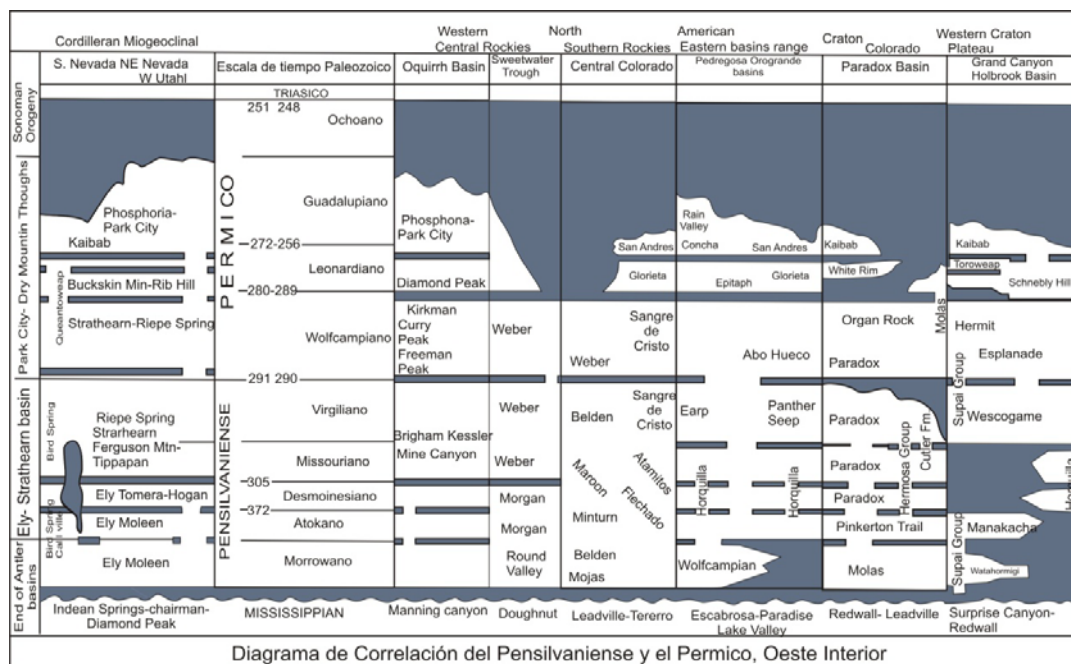 Cordilleran Miogeoclinal
Western
Central Rockies
North
Southern Rockies
American
Eastern basins range
Craton
Colorado
Western Craton
Plateau
S. Nevada NE Nevada
W Utahl
Escala de tiempo Paleozoico
Oquirrh Basin
Sweetwater
Trough
Central Colorado
Pedregosa Orogrande
basins
Paradox Basin
Grand Canyon
Holbrook Basin
Sonoman
Orogeny
TRIASICO
251 248
Ochoano
Park City- Dry Mountin Thoughs
PERMICO
Phosphoria-
Park City
Kaibab
Guadalupiano
272-256
Phosphona-
Park City
San Andres
Rain
Valley
Concha
San Andres
Kaibab
Kaibab
Queantoweap
Buckskin Min-Rib Hill
Leonardiano
280-289
Diamond Peak
Glorieta
Epitaph
Glorieta
White Rim
Toroweap
Schnebly Hill
Strathearn-Riepe Spring
Wolfcampiano
Kirkman
Curry
Peak
Freeman
Peak
Weber
Sangre
de
Cristo
Weber
Abo Hueco
Organ Rock
Paradox
Molas
Hermit
Esplanade
291 290
Ely- Strathearn basin
PENSILVANIENSE
Bird Spring
Riepe Spring
Strarhearn
Ferguson Mtn-
Tippapan
Virgiliano
Missouriano
Brigham Kessler
Mine Canyon
Weber
Weber
Belden
Sangre
de
Cristo
Earp
Panther
Seep
Paradox
Paradox
Hermosa Group
Cutler Fm
Supai Group
Wescogame
305
Ely Tomera-Hogan
Desmoinesiano
372
Morgan
Maroon
Atamitos
Flechado
Horquilla
Horquilla
Paradox
Horquilla
Bird Spring
Call ville
Ely Moleen
Atokano
Morgan
Minturn
Pinkerton Trail
Manakacha
End of Antler
basins
Ely Moleen
Morrowano
Round
Valley
Belden
Mojas
Wolfcampian
Molas
Supai Group
Watahormigi
Indean Springs-chairman-
Diamond Peak
MISSISSIPPIAN
Manning canyon
Doughnut
Leadville-Tererro
Escabrosa-Paradise
Lake Valley
Redwall- Leadville
Surprise Canyon-
Redwall
Diagrama de Correlación del Pensilvaniense y el Permico, Oeste Interior